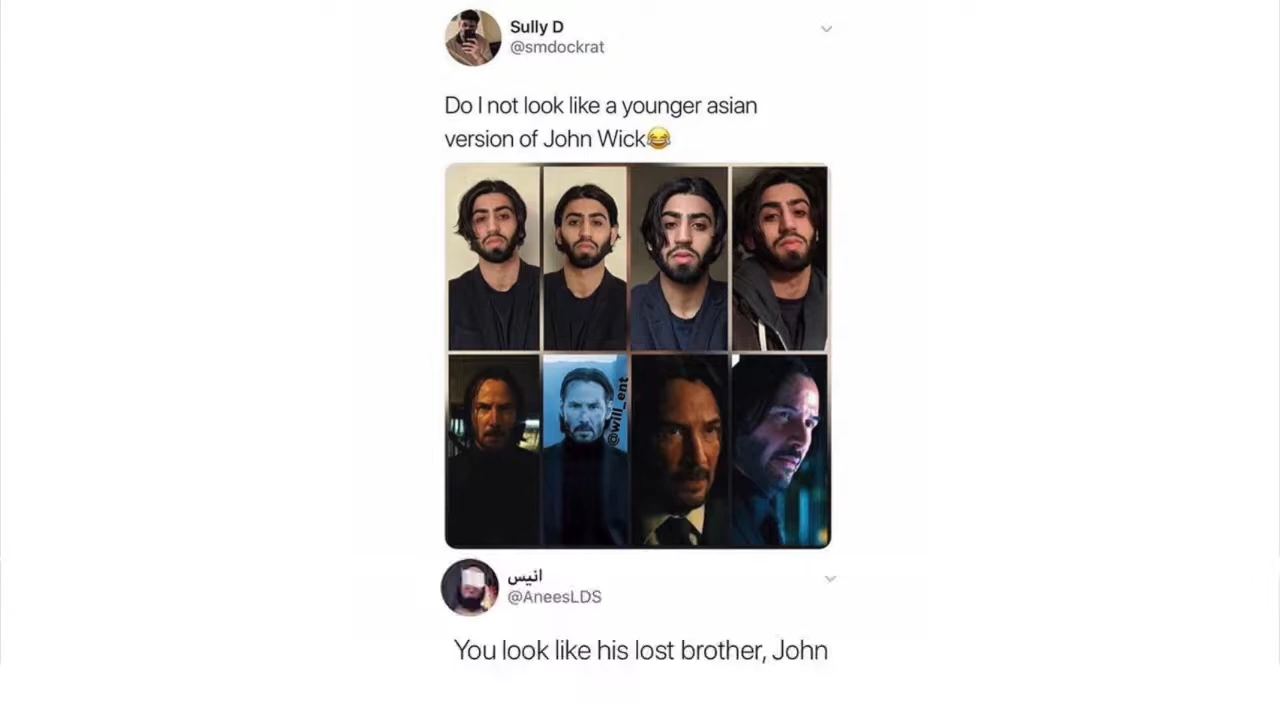 Sully D
@smdockrat
Do I not look like a younger asian
version of John Wick😂
@will_ent
انيس
@AneesLDS
You look like his lost brother, John